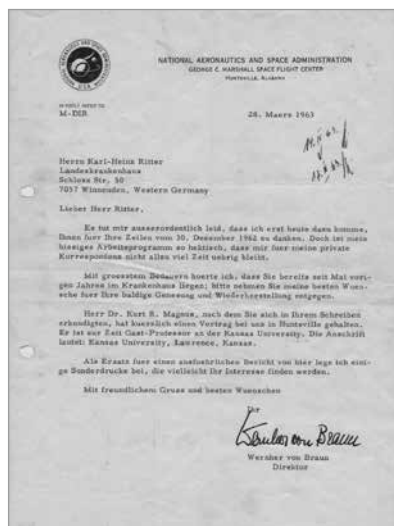 NATIONAL AERONAUTICS AND SPACE ADMINISTRATION
GEORGE C. MARSHALL SPACE FLIGHT CENTER
HUNTSVILLE, ALABAMA
IN REPLY REFER TO
M-DIR
28. Maerz 1963
Herrn Karl-Heinz Ritter
Landeskrankenhaus
Schloss Str. 50
7057 Winnenden, Western Germany
Lieber Herr Ritter,
Es tut mir ausserordentlich leid, dass ich erst heute dazu komme,
Ihnen fuer Ihre Zeilen vom 30. Dezember 1962 zu danken. Doch ist mein
hiesiges Arbeitsprogramm so hektisch, dass mir fuer meine private
Korrespondenz nicht allzu viel Zeit uebrig bleibt.
Mit groesstem Bedauern hoerte ich, dass Sie bereits seit Mai vori-
gen Jahres im Krankenhaus liegen; bitte nehmen Sie meine besten Wuen-
sche fuer Ihre baldige Genesung und Wiederherstellung entgegen.
Herr Dr. Kurt R. Magnus, nach dem Sie sich in Ihrem Schreiben
erkundigten, hat kuerzlich einen Vortrag bei uns in Huntsville gehalten.
Er ist zur Zeit Gast-Professor an der Kansas University. Die Anschrift
lautet: Kansas University, Lawrence, Kansas.
Als Ersatz fuer einen ausfuehrlichen Bericht von hier lege ich eini-
ge Sonderdrucke bei, die vielleicht Ihr Interesse finden werden.
Mit freundlichem Gruss und besten Wuenschen
Ihr
Wernher von Braun
Wernher von Braun
Direktor